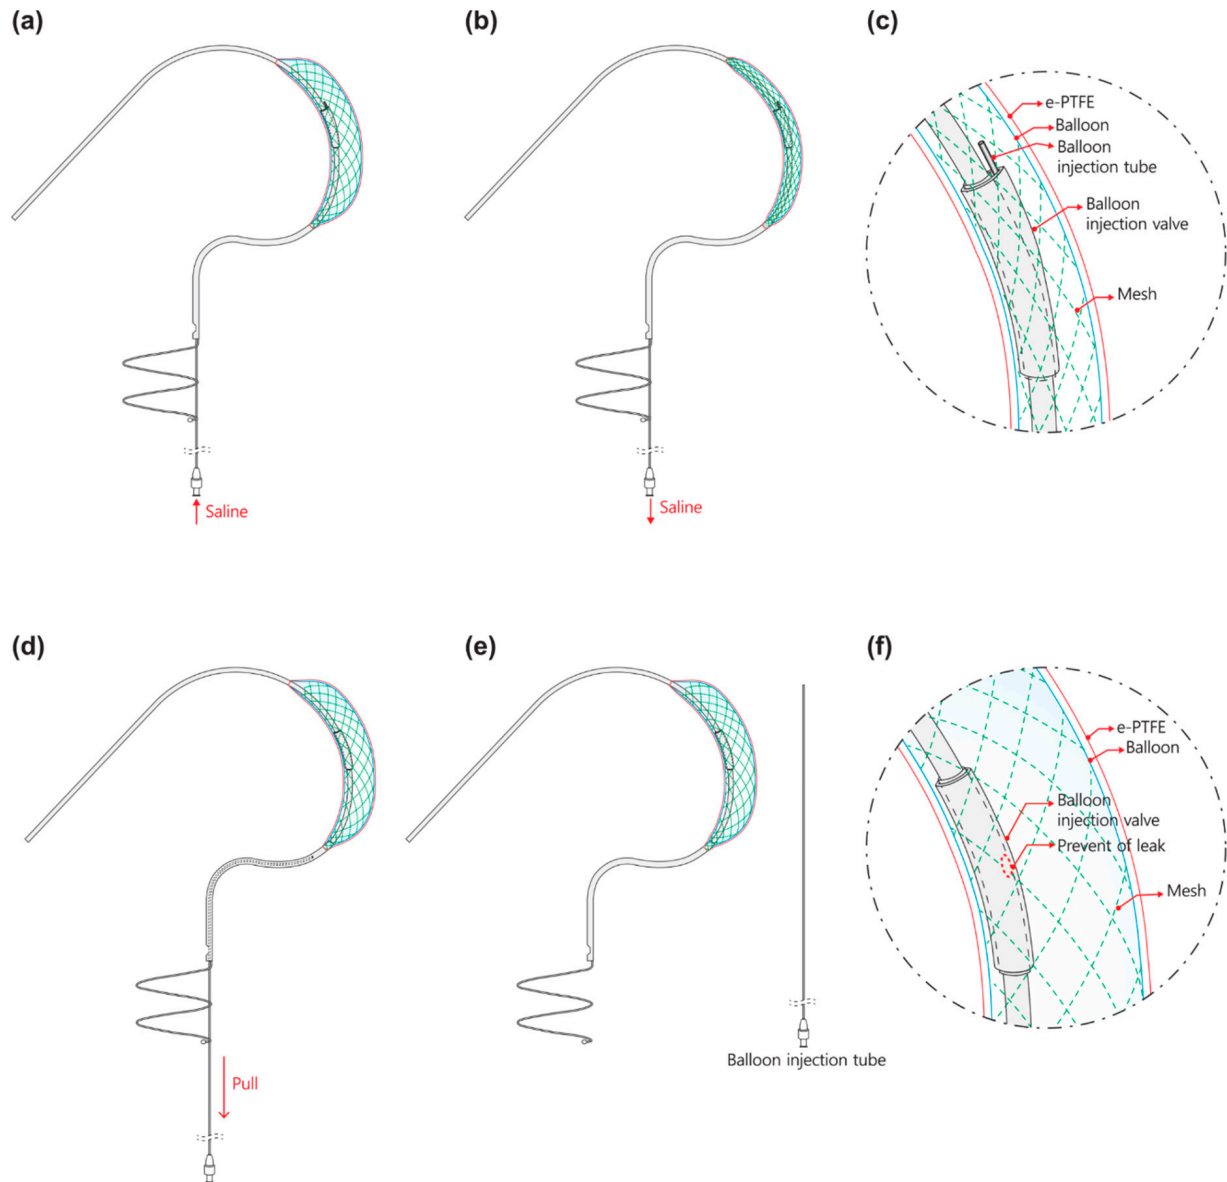 (a)
(b)
(c)
e-PTFE
Balloon
Balloon
injection tube
Balloon
injection valve
Mesh
Saline
Saline
(d)
(e)
(f)
e-PTFE
Balloon
Balloon
injection valve
Prevent of leak
Mesh
Balloon injection tube
Pull